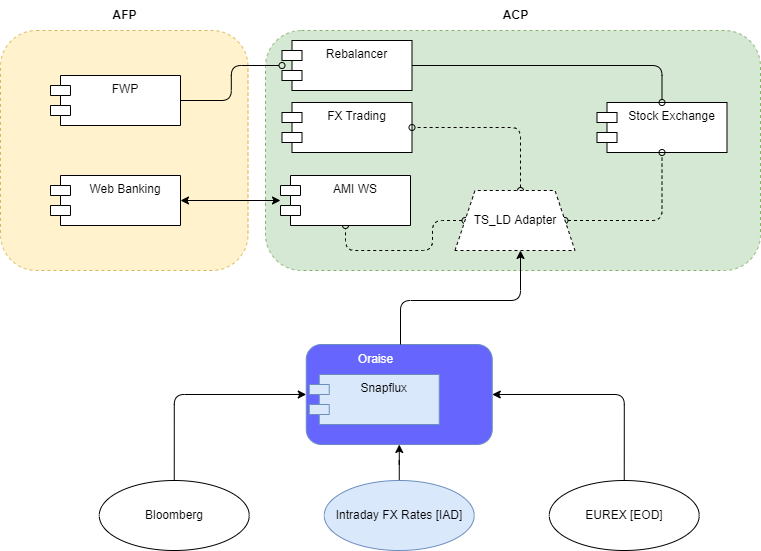 AFP
ACP
Rebalancer
FWP
FX Trading
Stock Exchange
Web Banking
AMI WS
TS_LD Adapter
Oraise
Snapflux
Bloomberg
Intraday FX Rates [IAD]
EUREX [EOD]